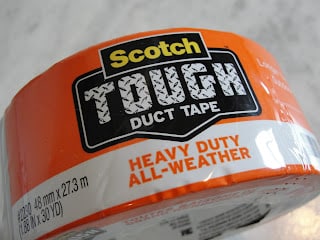 Scotch
TOUGH
DUCT TAPE
HEAVY DUTY
ALL-WEATHER
48 mm x 27.3 m
(1.88 IN x 30 YD)